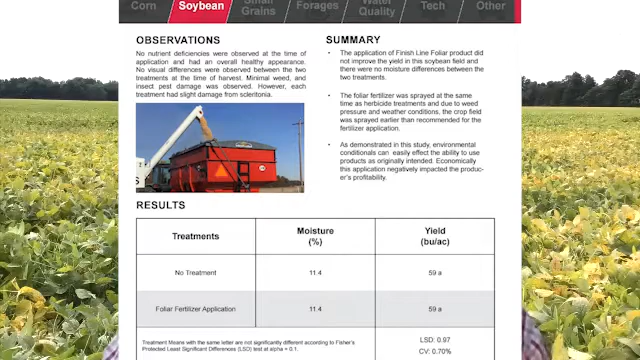 Corn Soybean Small Grains Forages Water Quality Tech Other
OBSERVATIONS
No nutrient deficiencies were observed at the time of
application and had an overall healthy appearance.
No visual differences were observed between the two
treatments at the time of harvest. Minimal weed, and
insect pest damage was observed. However, each
treatment had slight damage from scleritonia.
SUMMARY
• The application of Finish Line Foliar product did
not improve the yield in this soybean field and
there were no moisture differences between the
two treatments.
• The foliar fertilizer was sprayed at the same
time as herbicide treatments and due to weed
pressure and weather conditions, the crop field
was sprayed earlier than recommended for the
fertilizer application.
• As demonstrated in this study, environmental
conditionals can easily effect the ability to use
products as originally intended. Economically
this application negatively impacted the produc-
er's profitability.
RESULTS
Treatments Moisture (%) Yield (bu/ac)
No Treatment 11.4 59 a
Foliar Fertilizer Application 11.4 59 a
Treatment Means with the same letter are not significantly different according to Fisher's
Protected Least Significant Differences (LSD) test at alpha = 0.1.
LSD: 0.97
CV: 0.70%